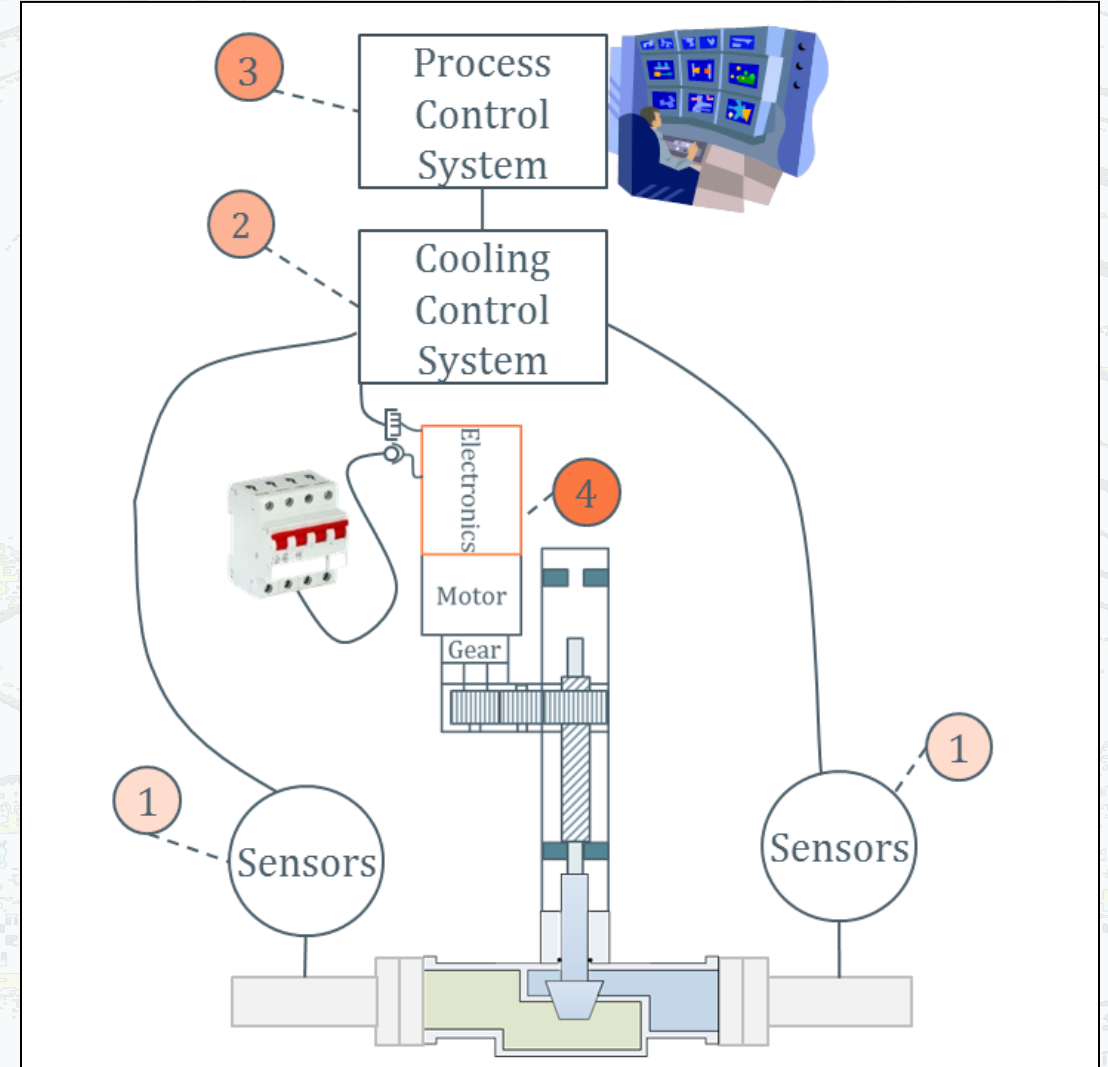 3
Process
Control
System
2
Cooling
Control
System
Electronics
4
Motor
Gear
1
Sensors
1
Sensors